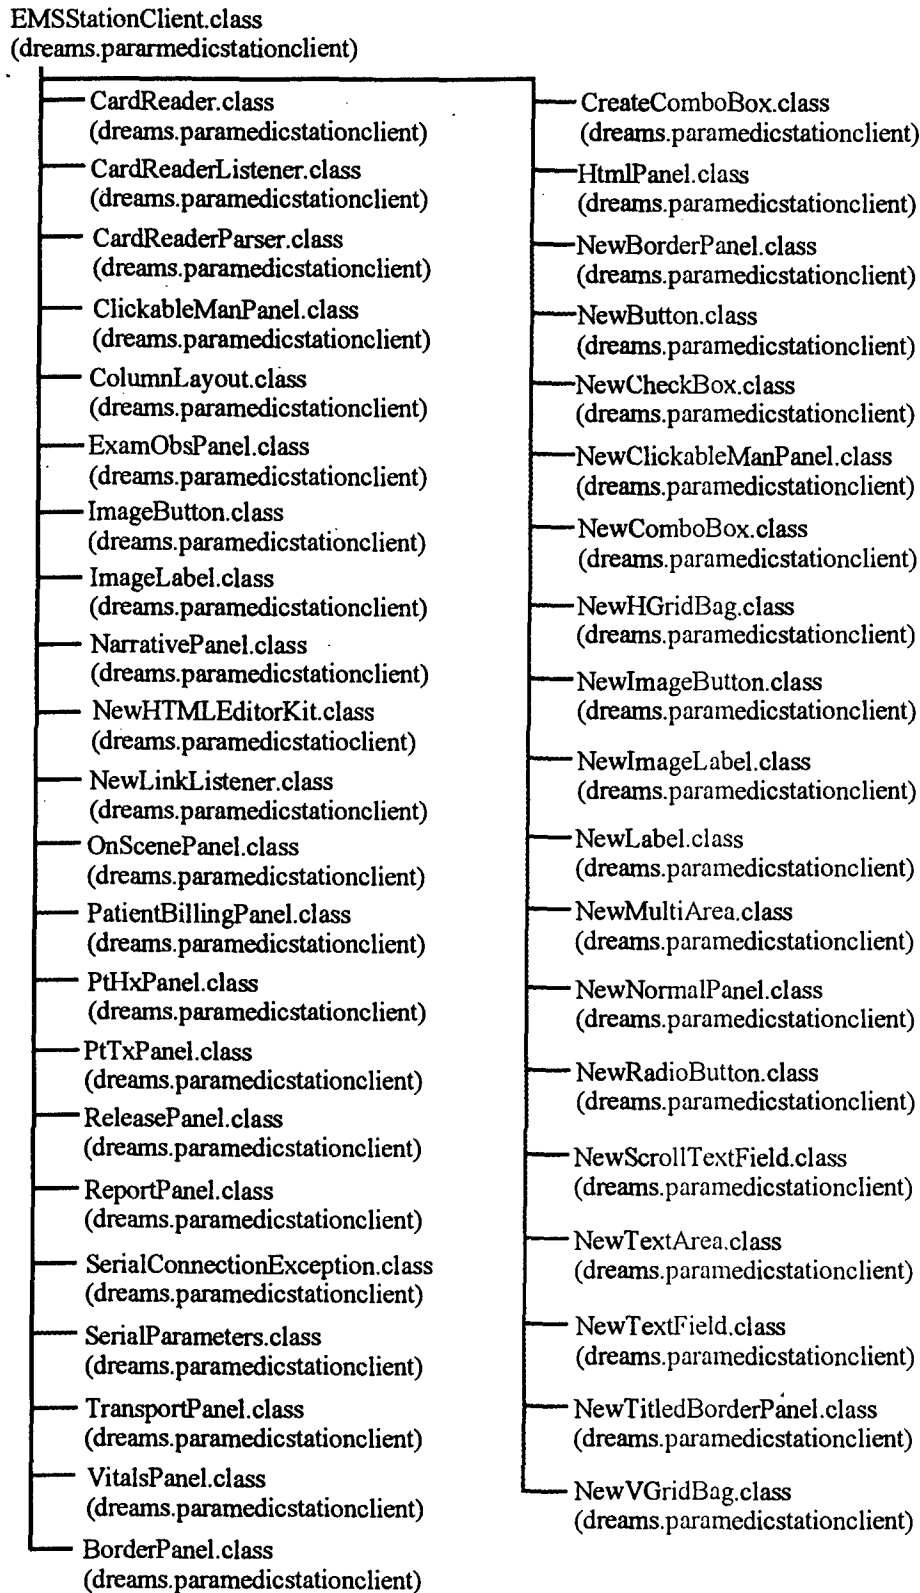 EMSStationClient.class
(dreams.pararmedicstationclient)
CardReader.class
(dreams.paramedicstationclient)
CardReaderListener.class
(dreams.paramedicstationclient)
CardReaderParser.class
(dreams.paramedicstationclient)
ClickableManPanel.class
(dreams.paramedicstationclient)
ColumnLayout.class
(dreams.paramedicstationclient)
ExamObsPanel.class
(dreams.paramedicstationclient)
ImageButton.class
(dreams.paramedicstationclient)
ImageLabel.class
(dreams.paramedicstationclient)
NarrativePanel.class
(dreams.paramedicstationclient)
NewHTMLEditorKit.class
(dreams.paramedicstatioclient)
NewLinkListener.class
(dreams.paramedicstationclient)
OnScenePanel.class
(dreams.paramedicstationclient)
PatientBillingPanel.class
(dreams.paramedicstationclient)
PtHxPanel.class
(dreams.paramedicstationclient)
PtTxPanel.class
(dreams.paramedicstationclient)
ReleasePanel.class
(dreams.paramedicstationclient)
ReportPanel.class
(dreams.paramedicstationclient)
SerialConnectionException.class
(dreams.paramedicstationclient)
SerialParameters.class
(dreams.paramedicstationclient)
TransportPanel.class
(dreams.paramedicstationclient)
VitalsPanel.class
(dreams.paramedicstationclient)
BorderPanel.class
(dreams.paramedicstationclient)
CreateComboBox.class
(dreams.paramedicstationclient)
HtmlPanel.class
(dreams.paramedicstationclient)
NewBorderPanel.class
(dreams.paramedicstationclient)
NewButton.class
(dreams.paramedicstationclient)
NewCheckBox.class
(dreams.paramedicstationclient)
NewClickableManPanel.class
(dreams.paramedicstationclient)
NewComboBox.class
(dreams.paramedicstationclient)
NewHGridBag.class
(dreams.paramedicstationclient)
NewImageButton.class
(dreams.paramedicstationclient)
NewImageLabel.class
(dreams.paramedicstationclient)
NewLabel.class
(dreams.paramedicstationclient)
NewMultiArea.class
(dreams.paramedicstationclient)
NewNormalPanel.class
(dreams.paramedicstationclient)
NewRadioButton.class
(dreams.paramedicstationclient)
NewScrollTextField.class
(dreams.paramedicstationclient)
NewTextArea.class
(dreams.paramedicstationclient)
NewTextField.class
(dreams.paramedicstationclient)
NewTitledBorderPanel.class
(dreams.paramedicstationclient)
NewVGridBag.class
(dreams.paramedicstationclient)